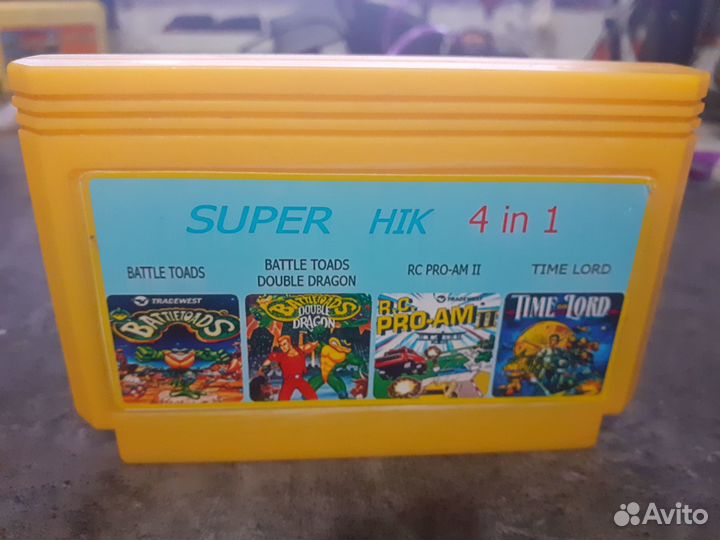 SUPER HIK 4 in 1
BATTLE TOADS
BATTLE TOADS
DOUBLE DRAGON
RC PRO-AM II
TIME LORD
TRADEWEST
BATTLETOADS
BATTLETOADS
DOUBLE
DRAGON
TRADEWEST
R.C.
PRO-AM II
TIME LORD
Avito